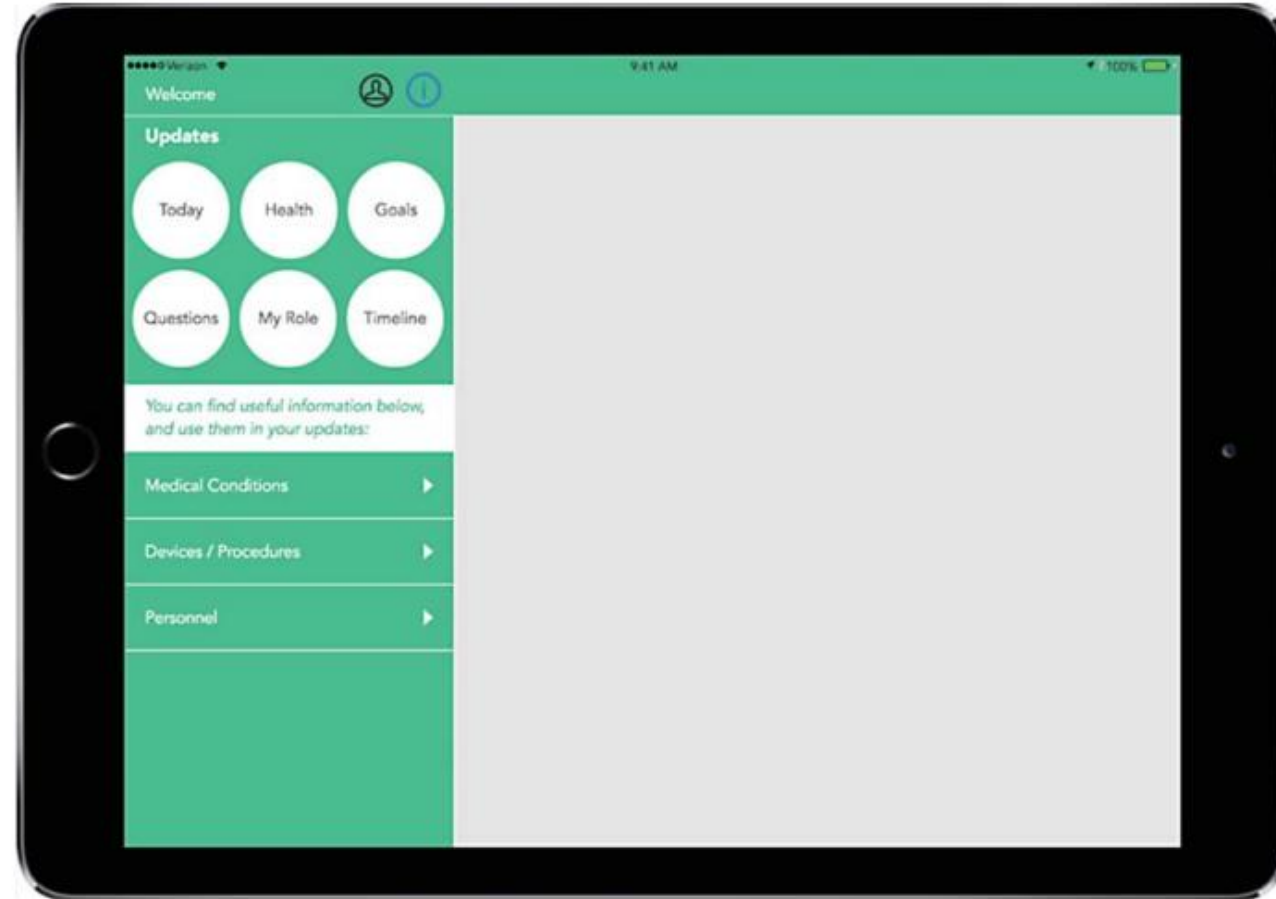 Verizon 9:41 AM 100%
Welcome
i
Updates
Today Health Goals
Questions My Role Timeline
You can find useful information below,
and use them in your updates:
Medical Conditions
Devices / Procedures
Personnel